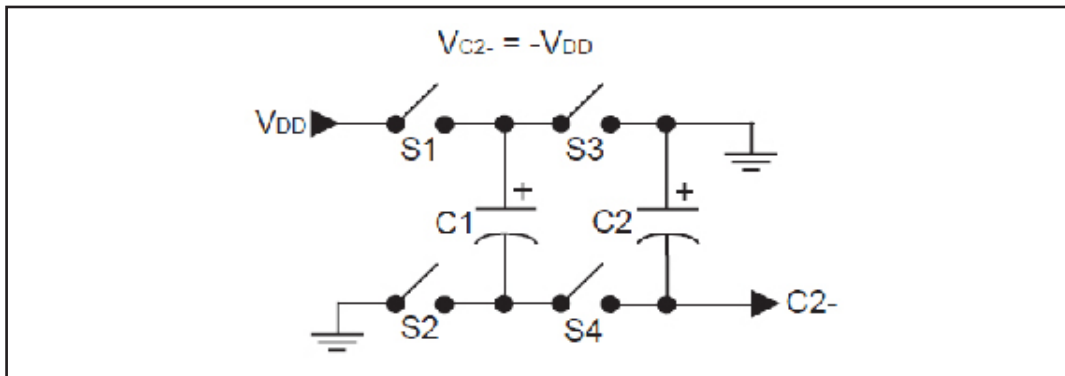 VC2- = -VDD
VDD
S1
S3
+
+
C1
C2
S2
S4
C2-